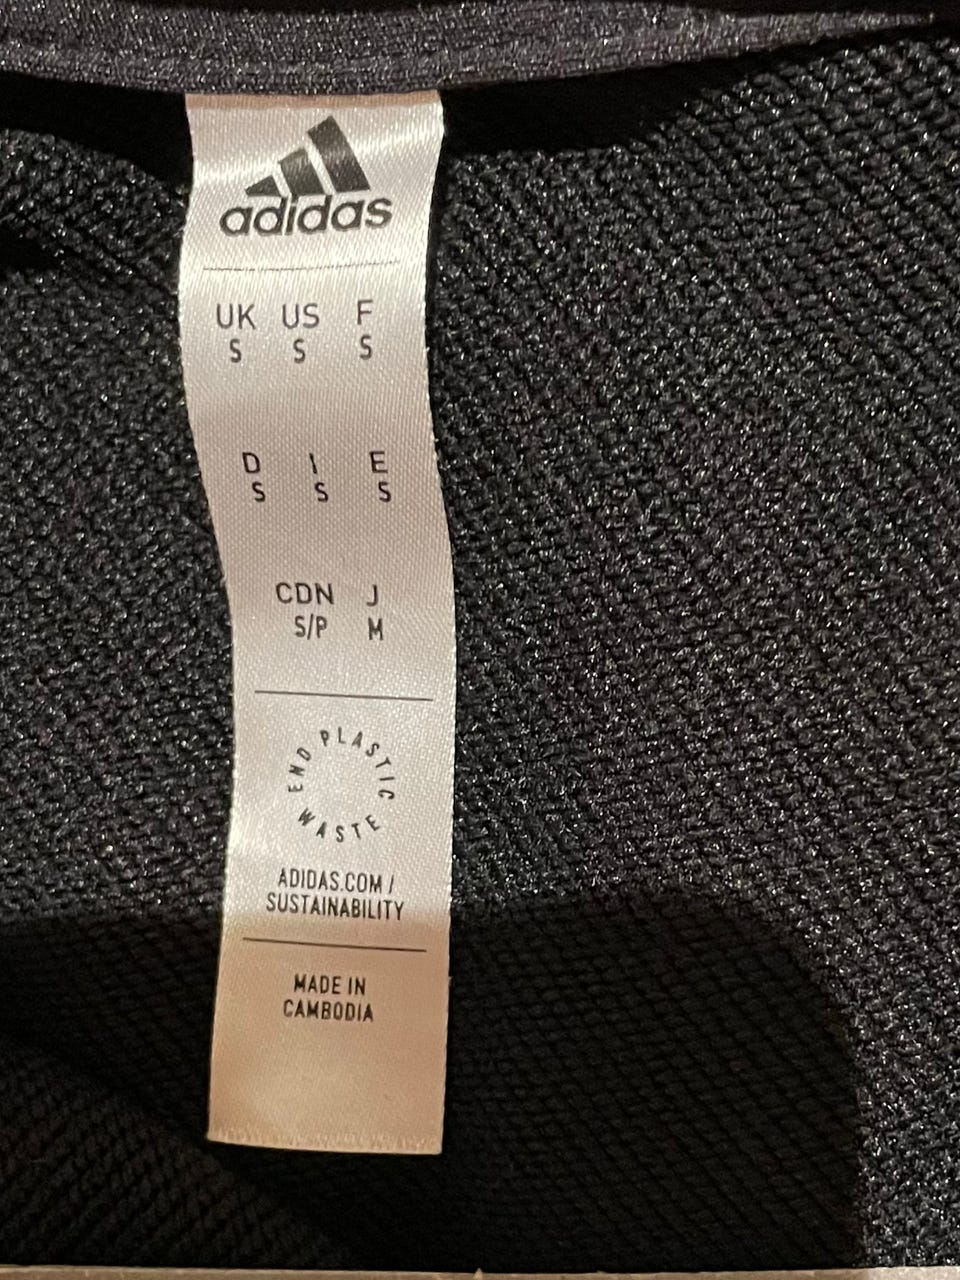 adidas
UK US F
S S S
D I E
S S S
CDN J
S/P M
END PLASTIC WASTE
ADIDAS.COM /
SUSTAINABILITY
MADE IN
CAMBODIA